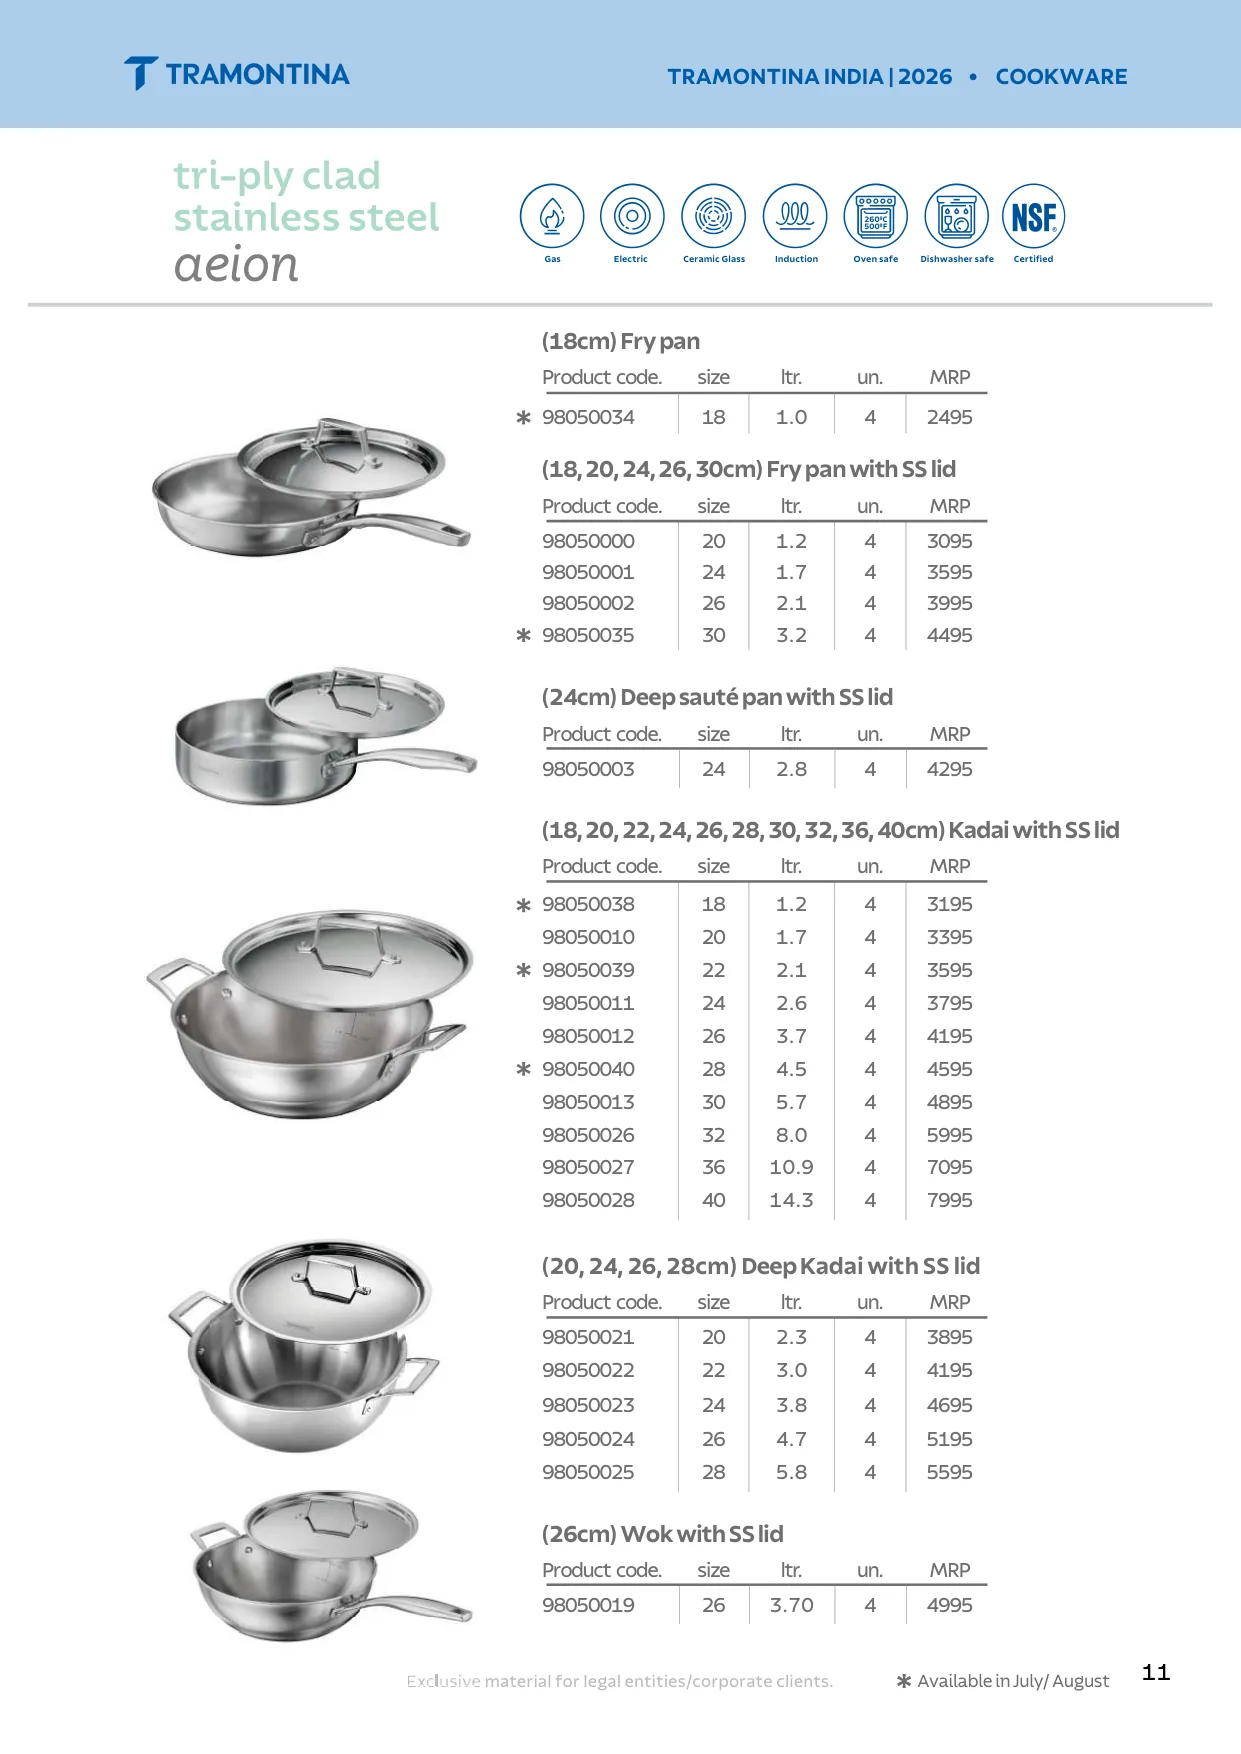 TRAMONTINA
TRAMONTINA INDIA | 2026 • COOKWARE
tri-ply clad
stainless steel
aeion
260ºC
500ºF
NSF®
Gas Electric Ceramic Glass Induction Oven safe Dishwasher safe Certified
(18cm) Fry pan
Product code. size ltr. un. MRP
* 98050034 18 1.0 4 2495
(18, 20, 24, 26, 30cm) Fry pan with SS lid
Product code. size ltr. un. MRP
98050000 20 1.2 4 3095
98050001 24 1.7 4 3595
98050002 26 2.1 4 3995
* 98050035 30 3.2 4 4495
(24cm) Deep sauté pan with SS lid
Product code. size ltr. un. MRP
98050003 24 2.8 4 4295
(18, 20, 22, 24, 26, 28, 30, 32, 36, 40cm) Kadai with SS lid
Product code. size ltr. un. MRP
* 98050038 18 1.2 4 3195
98050010 20 1.7 4 3395
* 98050039 22 2.1 4 3595
98050011 24 2.6 4 3795
98050012 26 3.7 4 4195
* 98050040 28 4.5 4 4595
98050013 30 5.7 4 4895
98050026 32 8.0 4 5995
98050027 36 10.9 4 7095
98050028 40 14.3 4 7995
(20, 24, 26, 28cm) Deep Kadai with SS lid
Product code. size ltr. un. MRP
98050021 20 2.3 4 3895
98050022 22 3.0 4 4195
98050023 24 3.8 4 4695
98050024 26 4.7 4 5195
98050025 28 5.8 4 5595
(26cm) Wok with SS lid
Product code. size ltr. un. MRP
98050019 26 3.70 4 4995
Exclusive material for legal entities/corporate clients.
* Available in July/ August
11